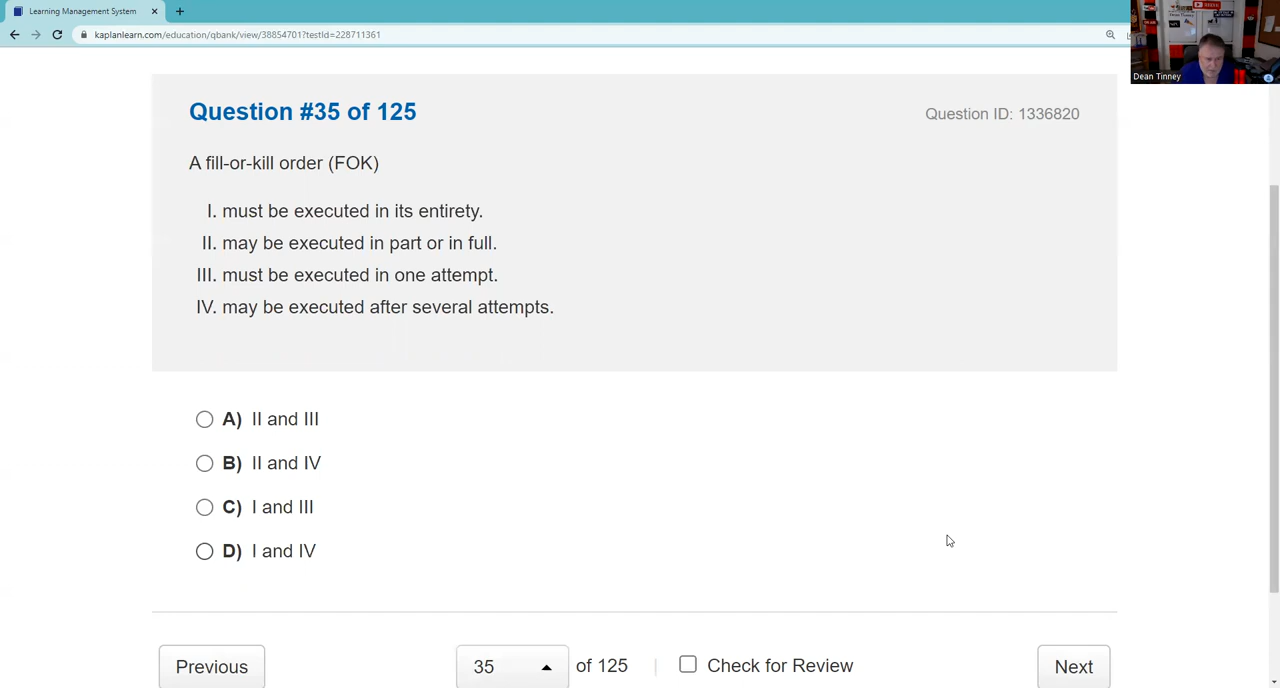 Learning Management System
kaplanlearn.com/education/qbank/view/38854701?testId=228711361
Dean Tinney
Question #35 of 125
Question ID: 1336820
A fill-or-kill order (FOK)
I. must be executed in its entirety.
II. may be executed in part or in full.
III. must be executed in one attempt.
IV. may be executed after several attempts.
A) II and III
B) II and IV
C) I and III
D) I and IV
Previous
35
of 125
Check for Review
Next